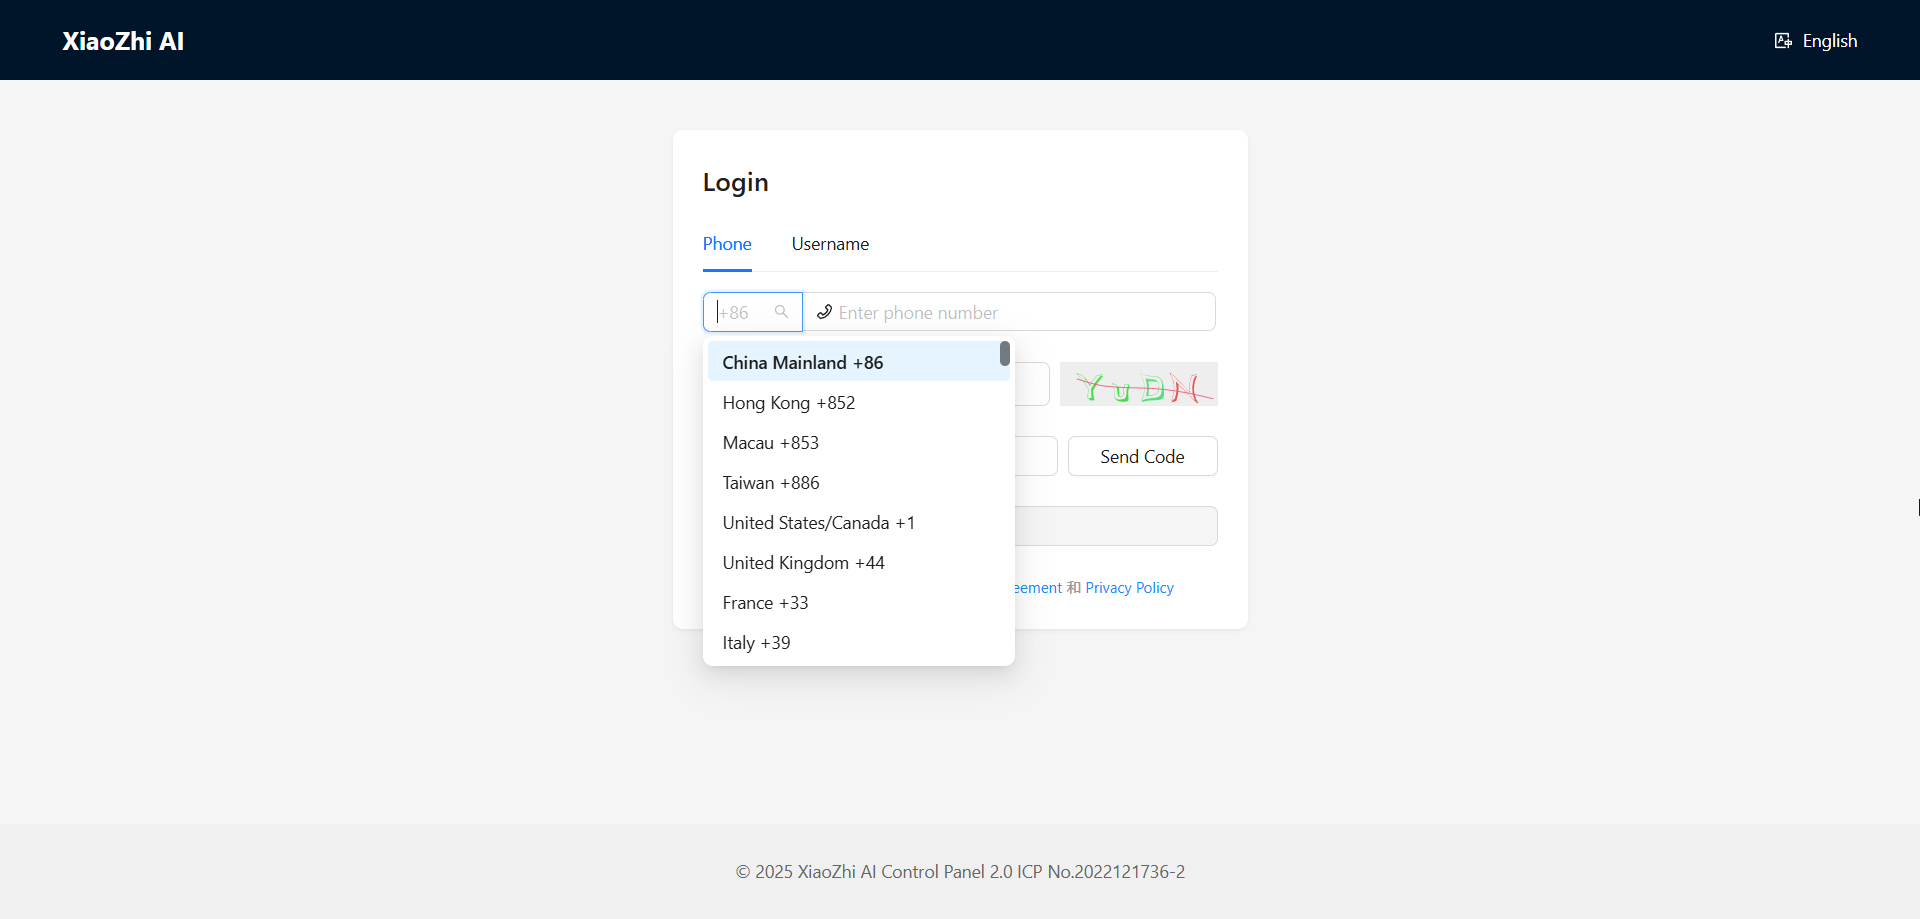 XiaoZhi AI
English
Login
Phone Username
+86 Enter phone number
China Mainland +86
YuDN
Hong Kong +852
Macau +853
Send Code
Taiwan +886
United States/Canada +1
United Kingdom +44
eement 和 Privacy Policy
France +33
Italy +39
© 2025 XiaoZhi AI Control Panel 2.0 ICP No.2022121736-2